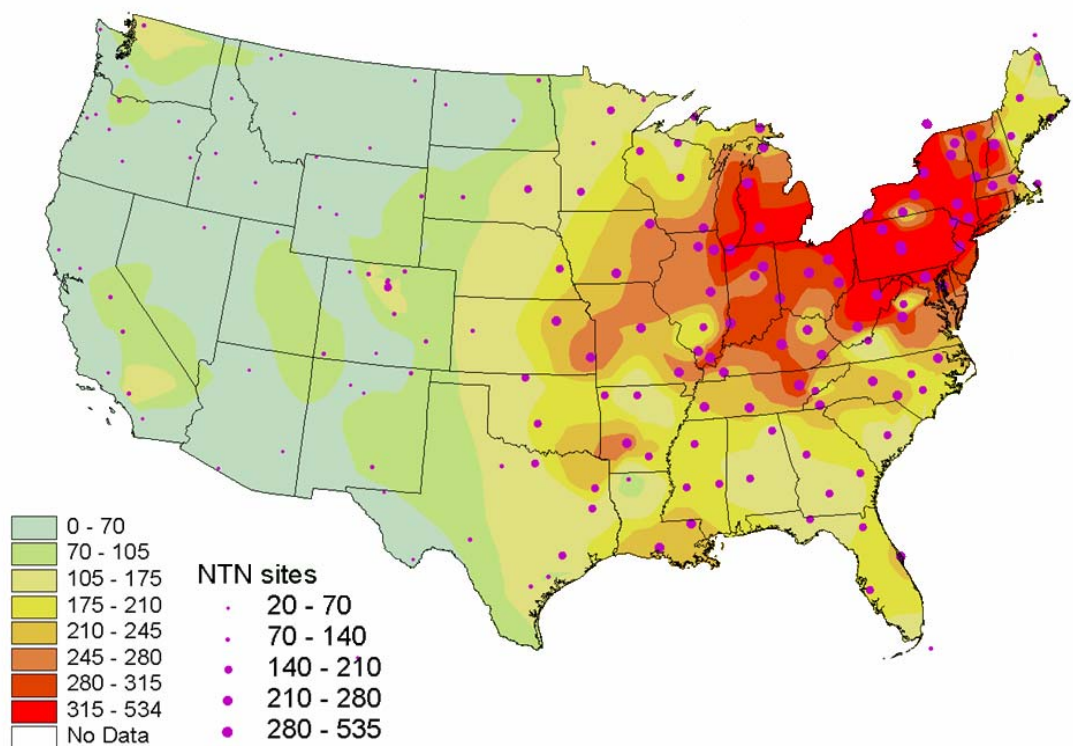 0 - 70
70 - 105
105 - 175
175 - 210
210 - 245
245 - 280
280 - 315
315 - 534
No Data
NTN sites
20 - 70
70 - 140
140 - 210
210 - 280
280 - 535